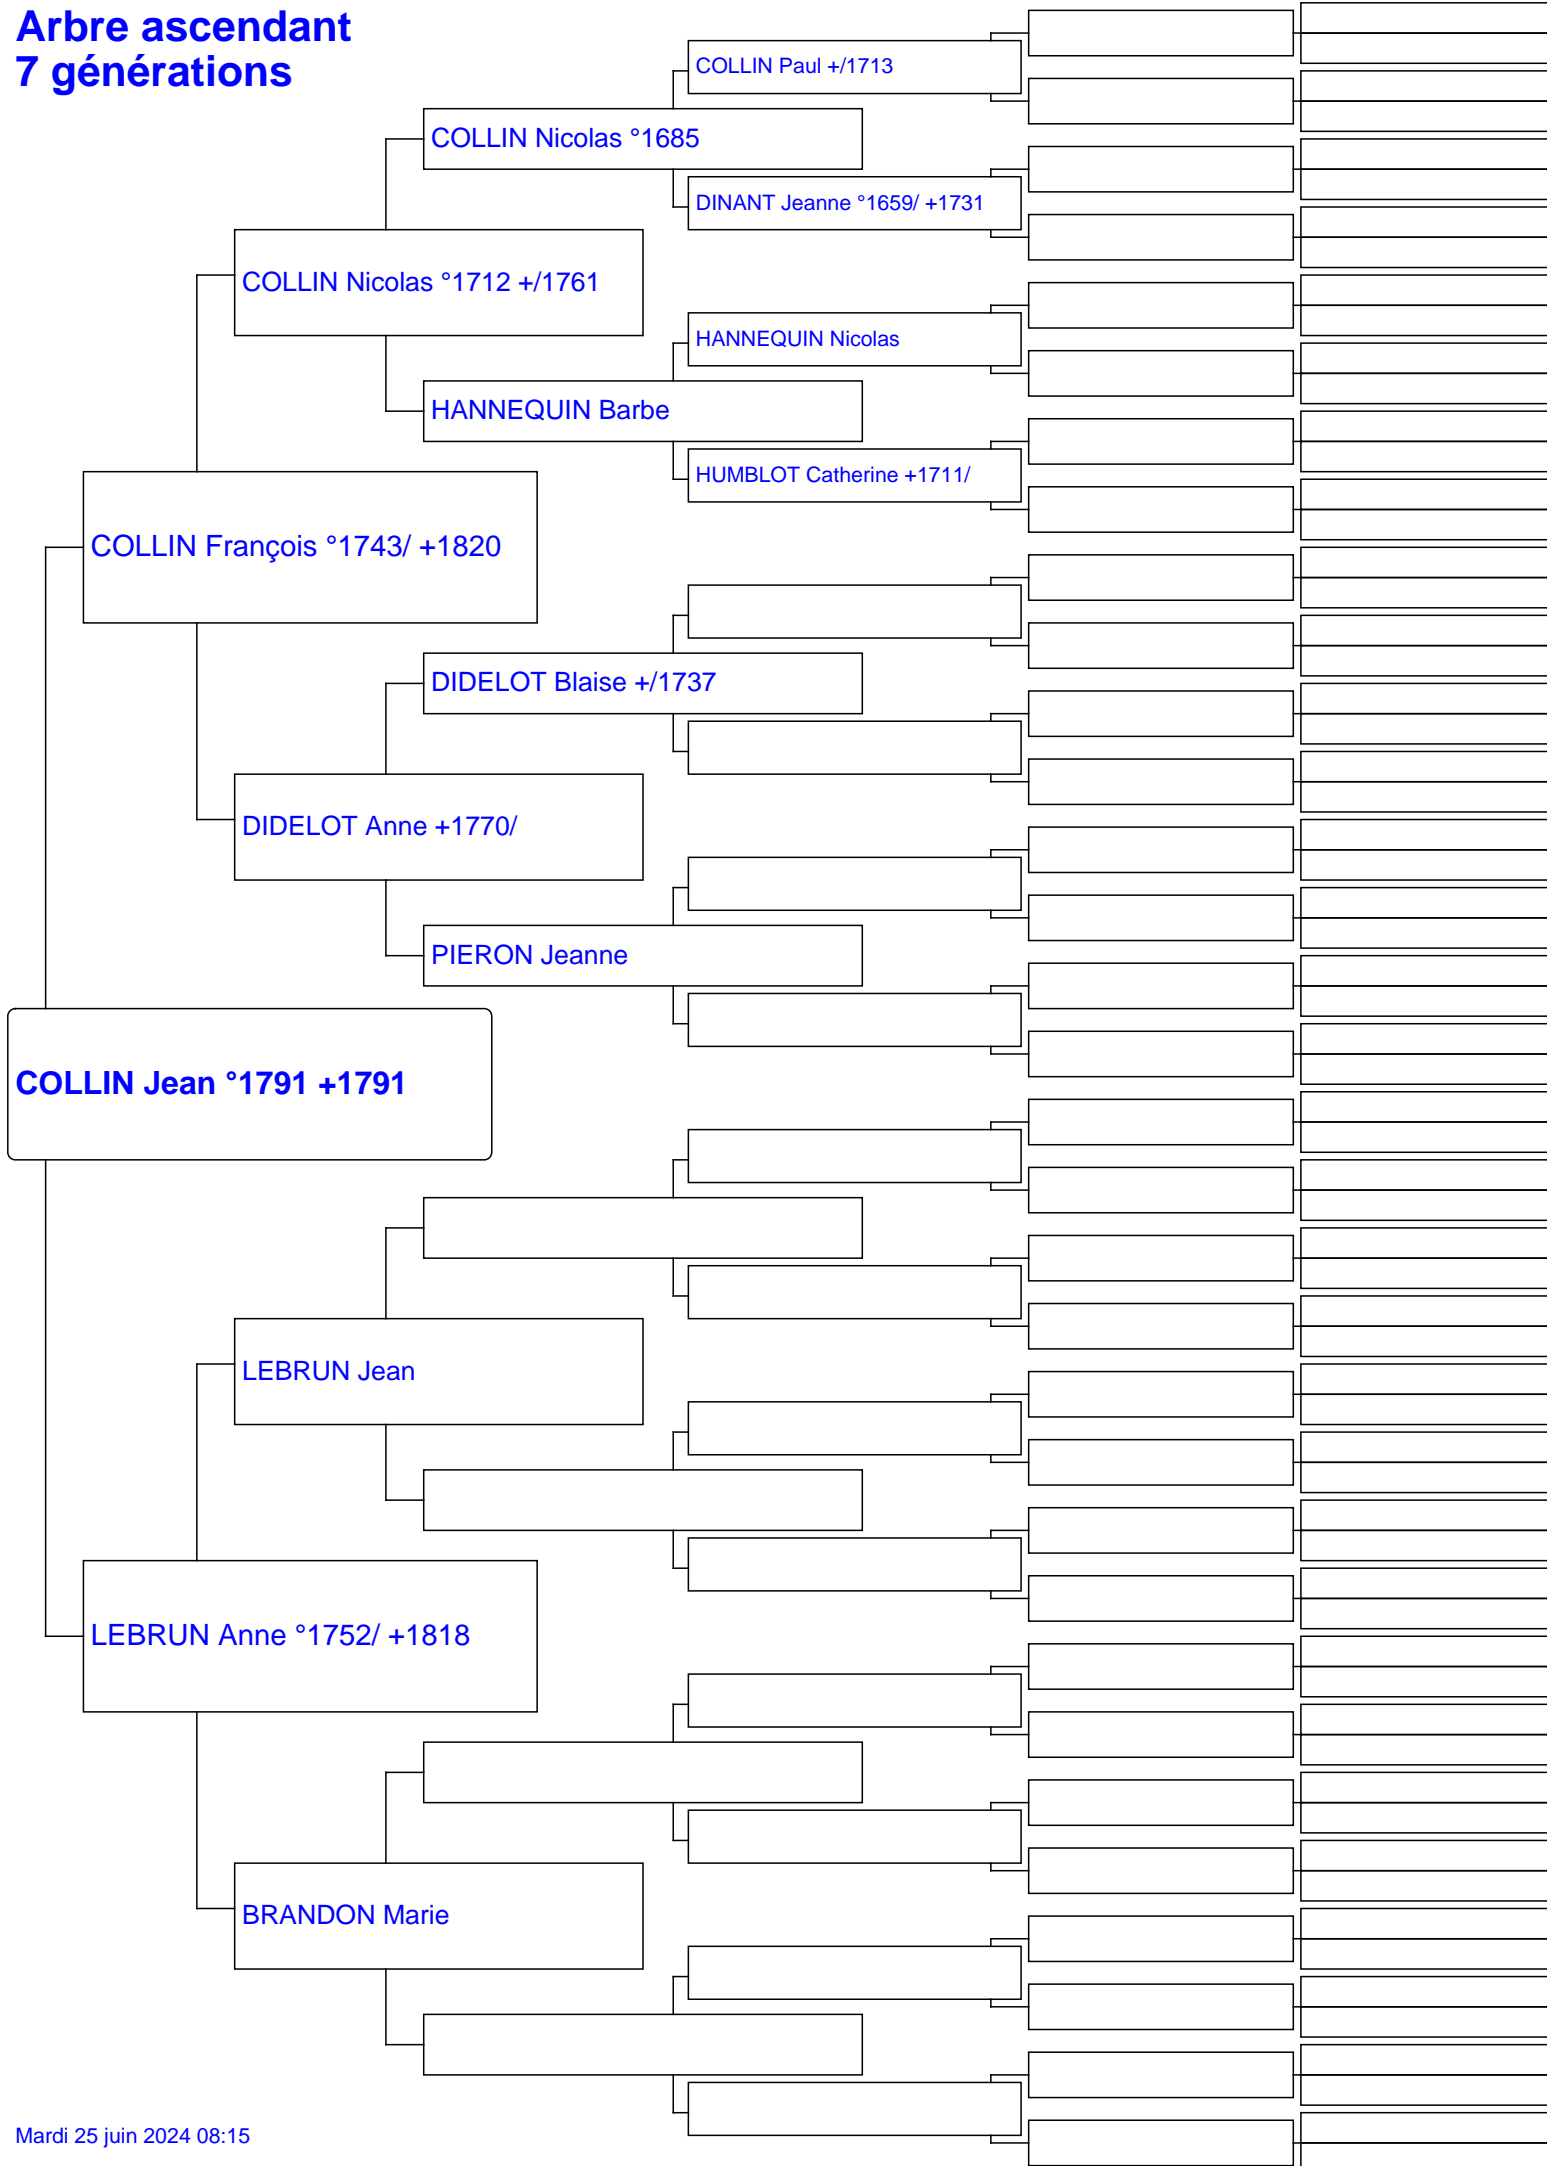 Arbre ascendant
7 générations
COLLIN Paul +/1713
COLLIN Nicolas °1685
DINANT Jeanne °1659/ +1731
COLLIN Nicolas °1712 +/1761
HANNEQUIN Nicolas
HANNEQUIN Barbe
HUMBLOT Catherine +1711/
COLLIN François °1743/ +1820
DIDELOT Blaise +/1737
DIDELOT Anne +1770/
PIERON Jeanne
COLLIN Jean °1791 +1791
LEBRUN Jean
LEBRUN Anne °1752/ +1818
BRANDON Marie
Mardi 25 juin 2024 08:15